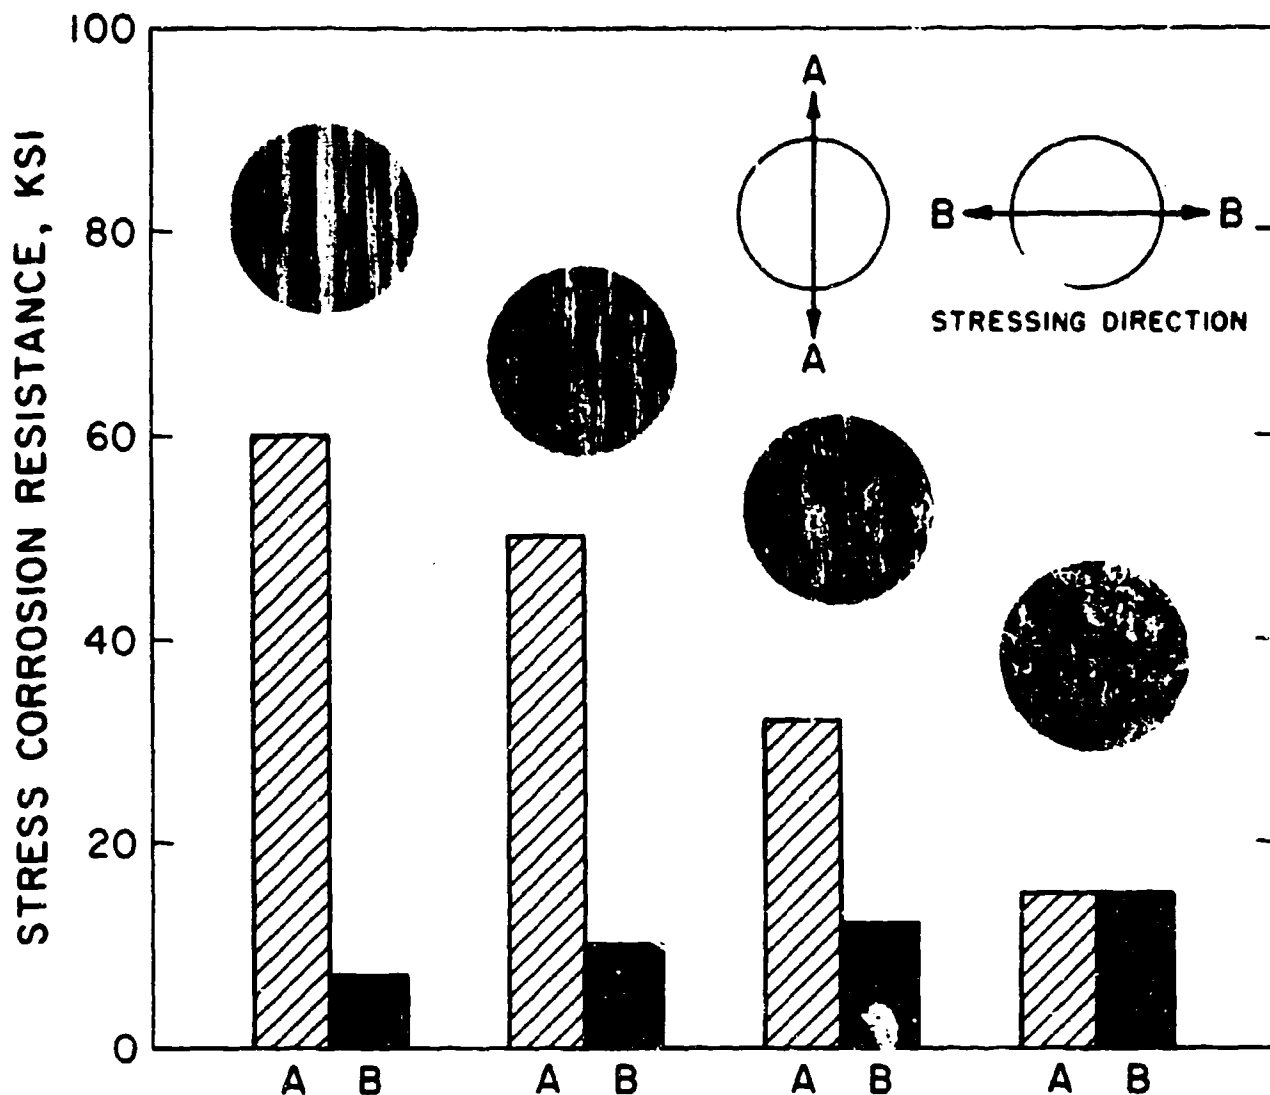 STRESS CORROSION RESISTANCE, KSI
100
80
60
40
20
0
A
A
B B
STRESSING DIRECTION
A B A B A B A B